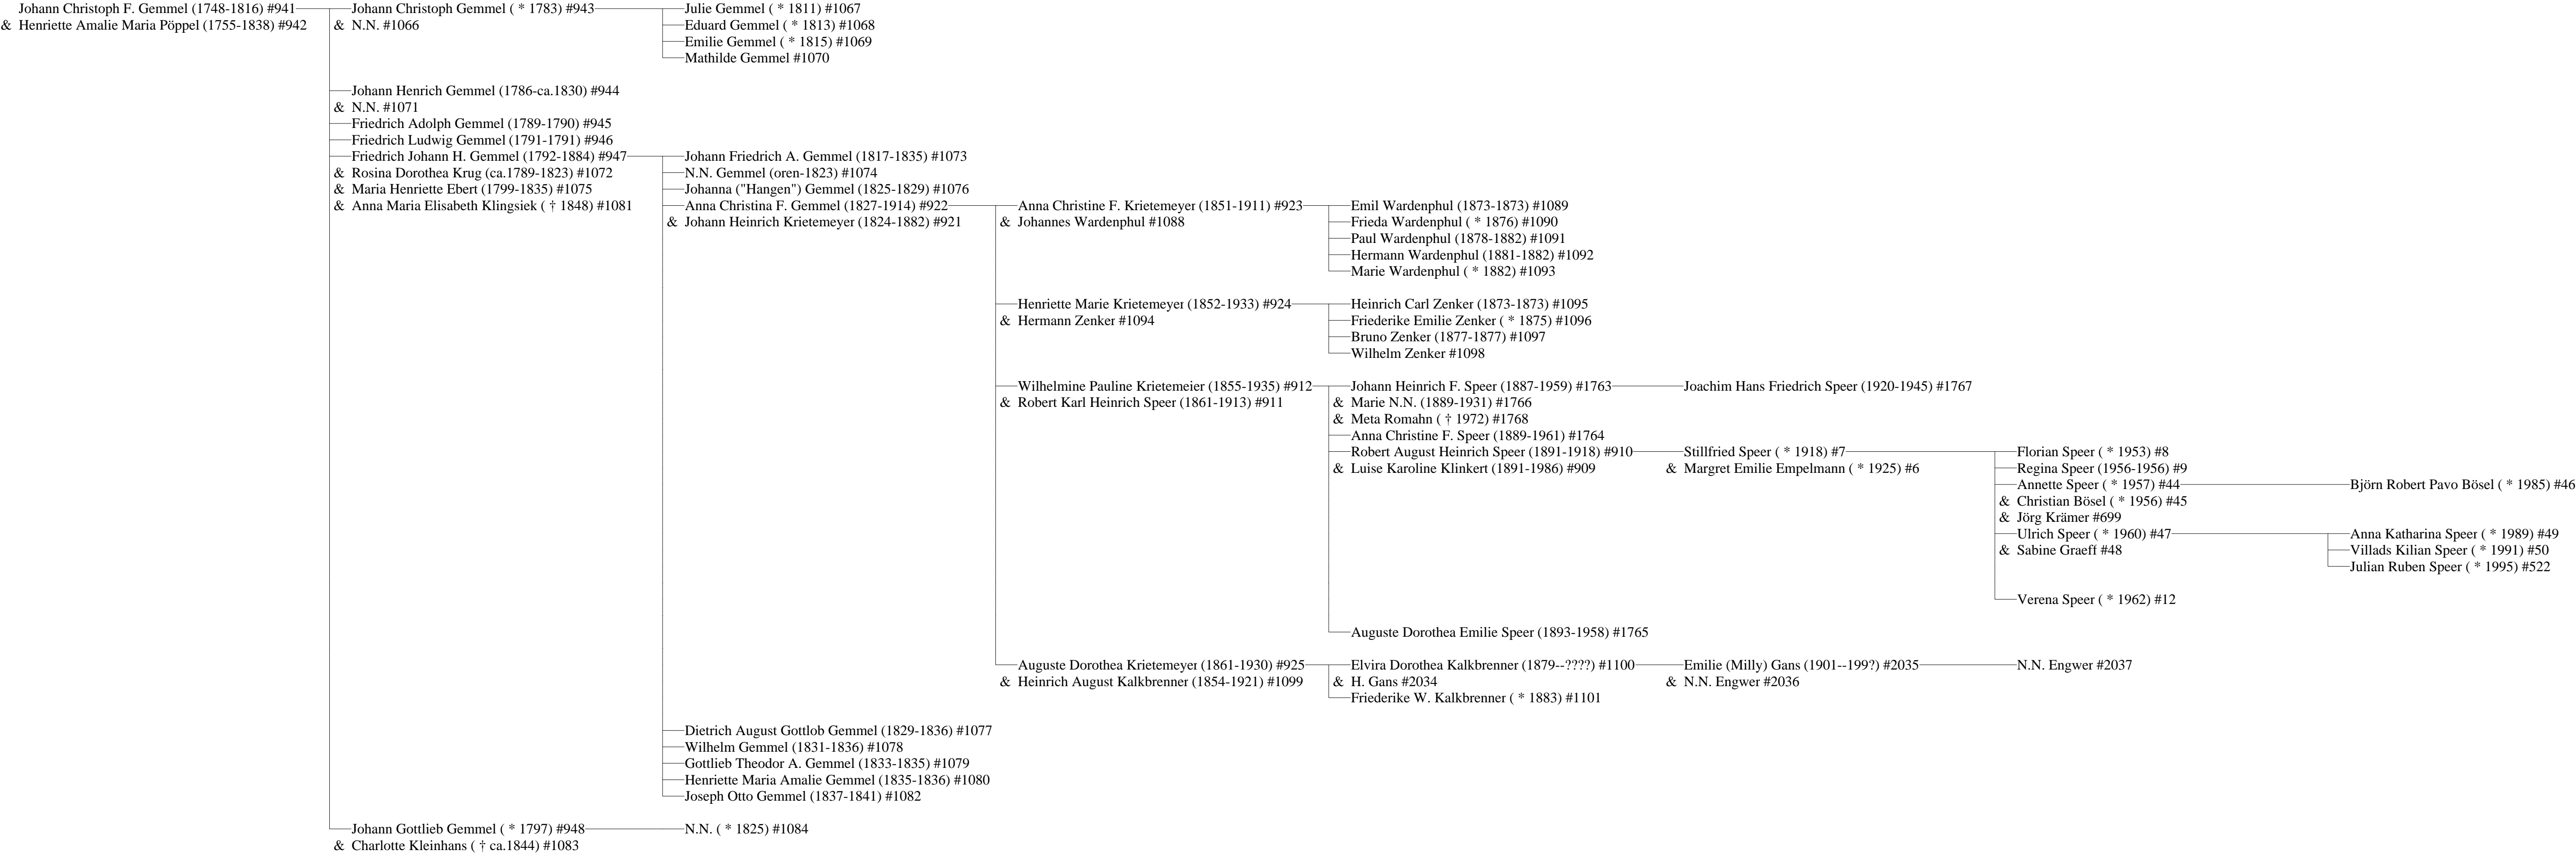 Johann Christoph F. Gemmel (1748-1816) #941 Johann Christoph Gemmel ( * 1783) #943 Julie Gemmel ( * 1811) #1067
& Henriette Amalie Maria Pöppel (1755-1838) #942 & N.N. #1066 Eduard Gemmel ( * 1813) #1068
Emilie Gemmel ( * 1815) #1069
Mathilde Gemmel #1070
Johann Henrich Gemmel (1786-ca.1830) #944
& N.N. #1071
Friedrich Adolph Gemmel (1789-1790) #945
Friedrich Ludwig Gemmel (1791-1791) #946
Friedrich Johann H. Gemmel (1792-1884) #947 Johann Friedrich A. Gemmel (1817-1835) #1073
& Rosina Dorothea Krug (ca.1789-1823) #1072 N.N. Gemmel (oren-1823) #1074
& Maria Henriette Ebert (1799-1835) #1075 Johanna ("Hangen") Gemmel (1825-1829) #1076
& Anna Maria Elisabeth Klingsiek ( † 1848) #1081 Anna Christina F. Gemmel (1827-1914) #922 Anna Christine F. Krietemeyer (1851-1911) #923 Emil Wardenphul (1873-1873) #1089
& Johann Heinrich Krietemeyer (1824-1882) #921 & Johannes Wardenphul #1088 Frieda Wardenphul ( * 1876) #1090
Paul Wardenphul (1878-1882) #1091
Hermann Wardenphul (1881-1882) #1092
Marie Wardenphul ( * 1882) #1093
Henriette Marie Krietemeyer (1852-1933) #924 Heinrich Carl Zenker (1873-1873) #1095
& Hermann Zenker #1094 Friederike Emilie Zenker ( * 1875) #1096
Bruno Zenker (1877-1877) #1097
Wilhelm Zenker #1098
Wilhelmine Pauline Krietemeier (1855-1935) #912 Johann Heinrich F. Speer (1887-1959) #1763 Joachim Hans Friedrich Speer (1920-1945) #1767
& Robert Karl Heinrich Speer (1861-1913) #911 & Marie N.N. (1889-1931) #1766
& Meta Romahn ( † 1972) #1768
Anna Christine F. Speer (1889-1961) #1764
Robert August Heinrich Speer (1891-1918) #910 Stillfried Speer ( * 1918) #7 Florian Speer ( * 1953) #8
& Luise Karoline Klinkert (1891-1986) #909 & Margret Emilie Empelmann ( * 1925) #6 Regina Speer (1956-1956) #9
Annette Speer ( * 1957) #44 Björn Robert Pavo Bösel ( * 1985) #46
& Christian Bösel ( * 1956) #45
& Jörg Krämer #699
Ulrich Speer ( * 1960) #47 Anna Katharina Speer ( * 1989) #49
& Sabine Graeff #48 Villads Kilian Speer ( * 1991) #50
Julian Ruben Speer ( * 1995) #522
Verena Speer ( * 1962) #12
Auguste Dorothea Emilie Speer (1893-1958) #1765
Auguste Dorothea Krietemeyer (1861-1930) #925 Elvira Dorothea Kalkbrenner (1879--????) #1100 Emilie (Milly) Gans (1901--199?) #2035 N.N. Engwer #2037
& Heinrich August Kalkbrenner (1854-1921) #1099 & H. Gans #2034 & N.N. Engwer #2036
Friederike W. Kalkbrenner ( * 1883) #1101
Dietrich August Gottlob Gemmel (1829-1836) #1077
Wilhelm Gemmel (1831-1836) #1078
Gottlieb Theodor A. Gemmel (1833-1835) #1079
Henriette Maria Amalie Gemmel (1835-1836) #1080
Joseph Otto Gemmel (1837-1841) #1082
Johann Gottlieb Gemmel ( * 1797) #948 N.N. ( * 1825) #1084
& Charlotte Kleinhans ( † ca.1844) #1083